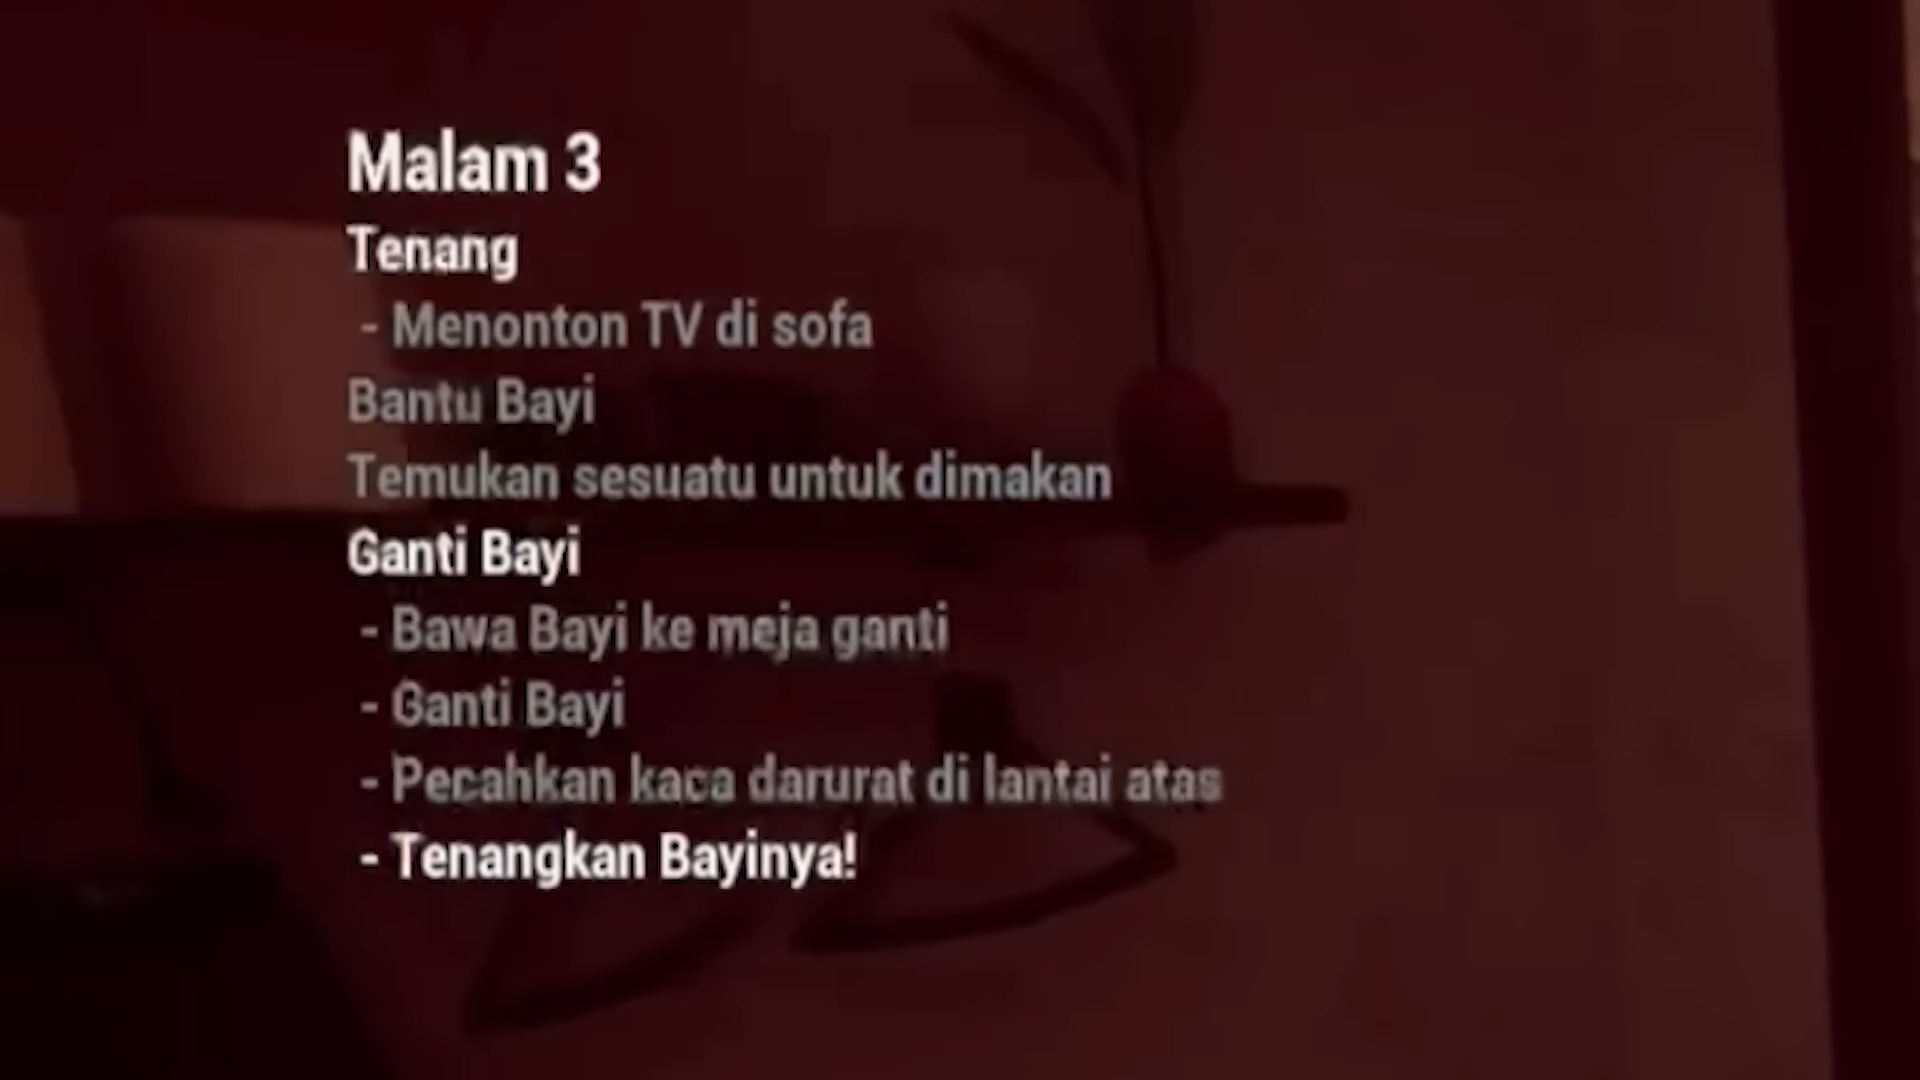 Malam 3
Tenang
- Menonton TV di sofa
Bantu Bayi
Temukan sesuatu untuk dimakan
Ganti Bayi
- Bawa Bayi ke meja ganti
- Ganti Bayi
- Pecahkan kaca darurat di lantai atas
- Tenangkan Bayinya!